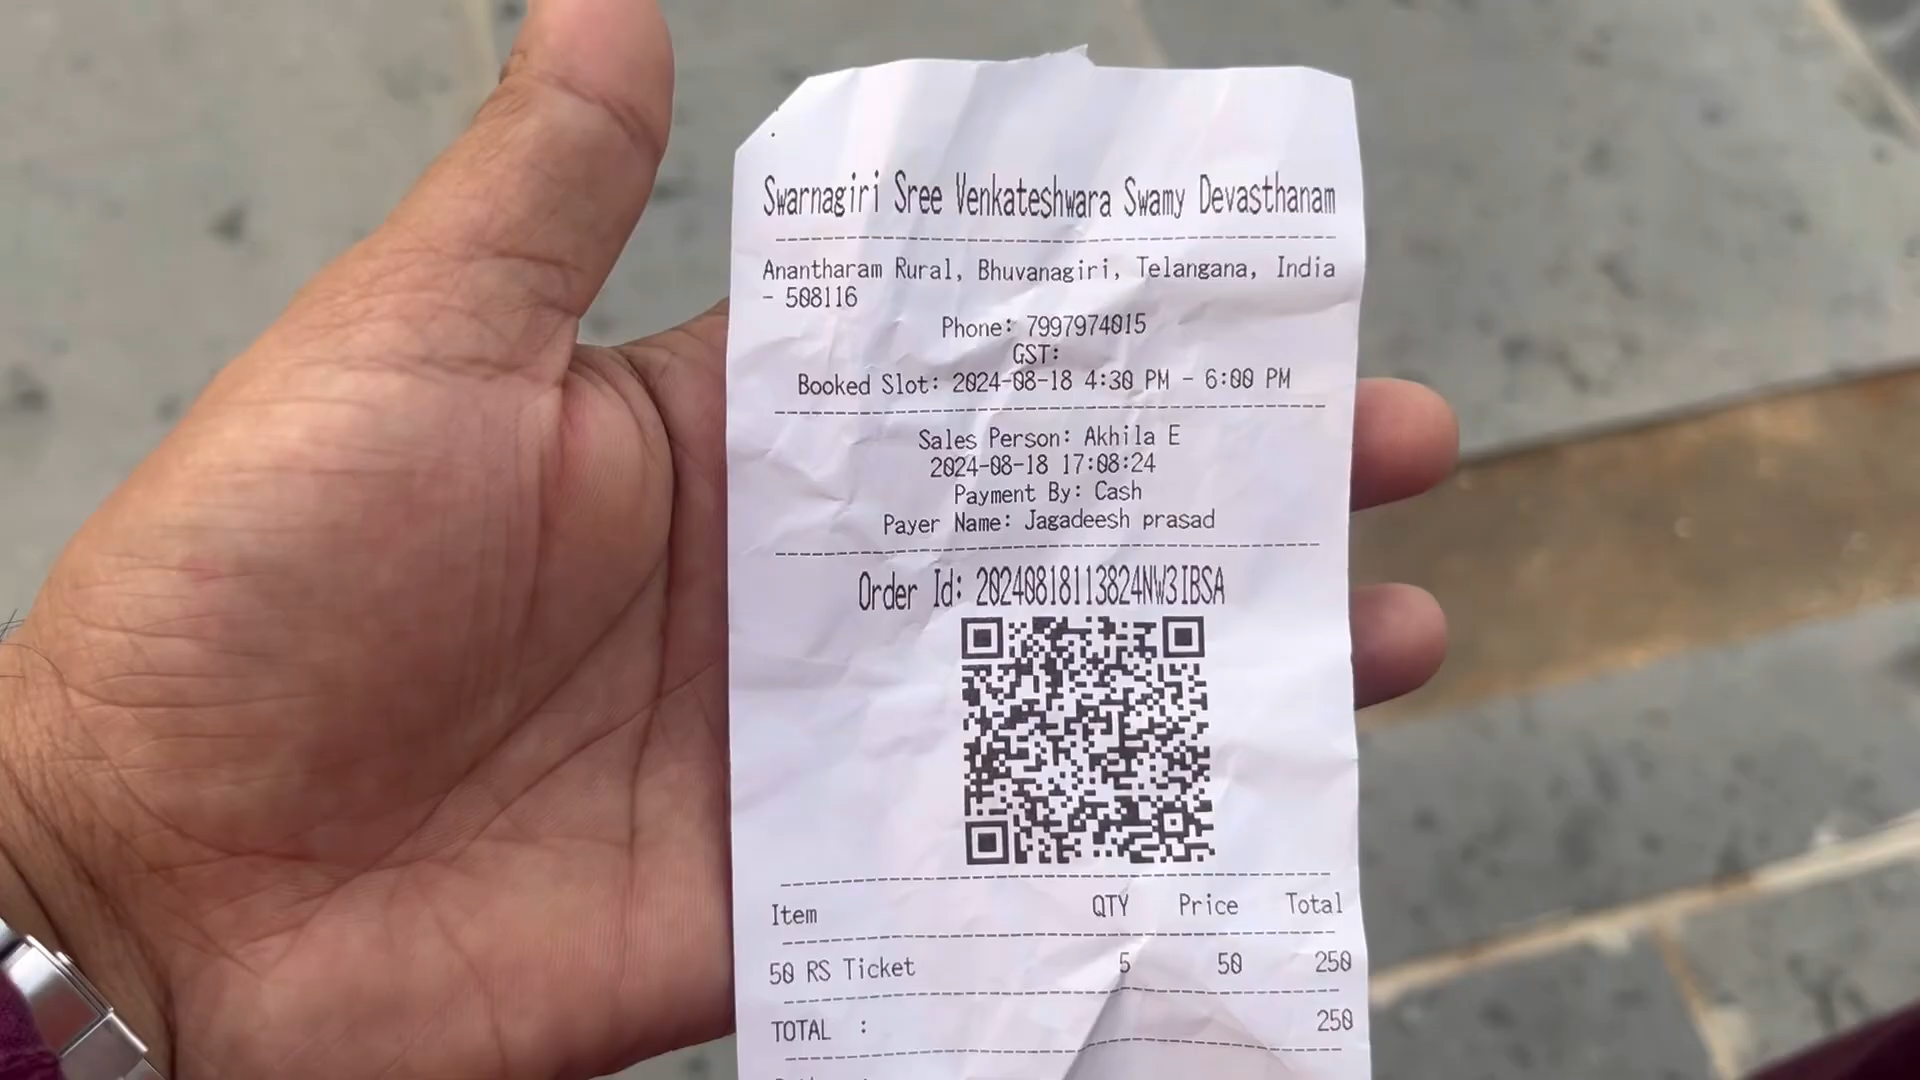 Swarnagiri Sree Venkateshwara Swamy Devasthanam
Anantharam Rural, Bhuvanagiri, Telangana, India
- 508116
Phone: 7997974015
GST:
Booked Slot: 2024-08-18 4:30 PM - 6:00 PM
Sales Person: Akhila E
2024-08-18 17:08:24
Payment By: Cash
Payer Name: Jagadeesh prasad
Order Id: 20240818113824NW3IBSA
Item QTY Price Total
50 RS Ticket 5 50 250
TOTAL : 250